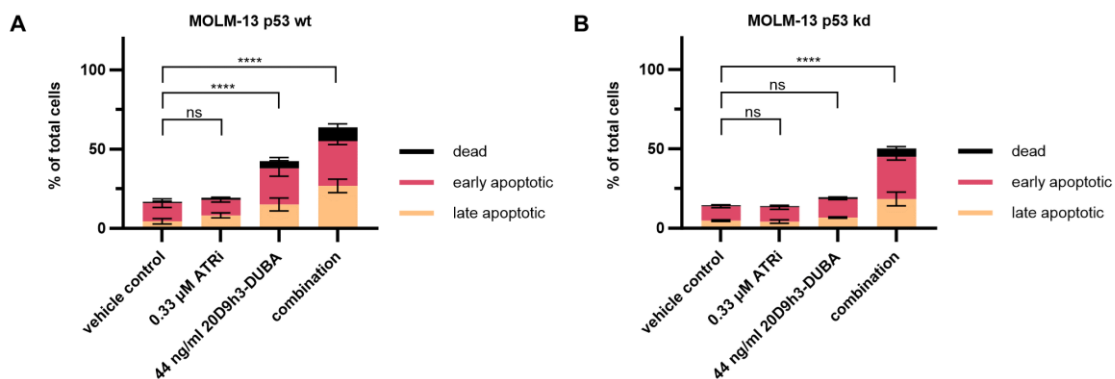 A
MOLM-13 p53 wt
% of total cells
100
50
0
****
****
ns
dead
early apoptotic
late apoptotic
vehicle control
0.33 µM ATRi
44 ng/ml 20D9h3-DUBA
combination
B
MOLM-13 p53 kd
% of total cells
100
50
0
****
ns
ns
dead
early apoptotic
late apoptotic
vehicle control
0.33 µM ATRi
44 ng/ml 20D9h3-DUBA
combination